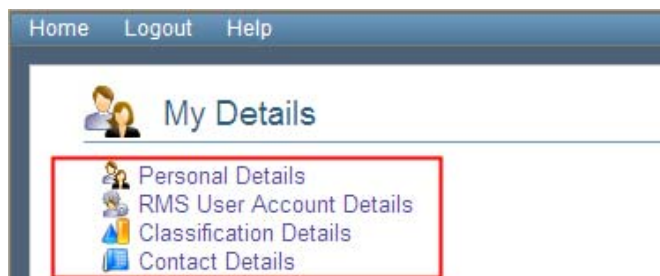 Home Logout Help
My Details
Personal Details
RMS User Account Details
Classification Details
Contact Details